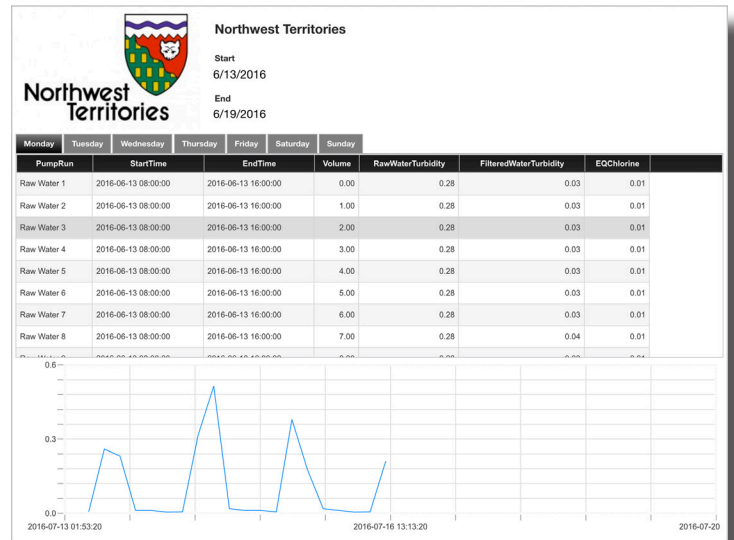 Northwest Territories
Start
6/13/2016
End
6/19/2016
Northwest
Territories
Monday Tuesday Wednesday Thursday Friday Saturday Sunday
PumpRun StartTime EndTime Volume RawWaterTurbidity FilteredWaterTurbidity EQChlorine
Raw Water 1 2016-06-13 08:00:00 2016-06-13 16:00:00 0.00 0.28 0.03 0.01
Raw Water 2 2016-06-13 08:00:00 2016-06-13 16:00:00 1.00 0.28 0.03 0.01
Raw Water 3 2016-06-13 08:00:00 2016-06-13 16:00:00 2.00 0.28 0.03 0.01
Raw Water 4 2016-06-13 08:00:00 2016-06-13 16:00:00 3.00 0.28 0.03 0.01
Raw Water 5 2016-06-13 08:00:00 2016-06-13 16:00:00 4.00 0.28 0.03 0.01
Raw Water 6 2016-06-13 08:00:00 2016-06-13 16:00:00 5.00 0.28 0.03 0.01
Raw Water 7 2016-06-13 08:00:00 2016-06-13 16:00:00 6.00 0.28 0.03 0.01
Raw Water 8 2016-06-13 08:00:00 2016-06-13 16:00:00 7.00 0.28 0.04 0.01
0.6
0.3
0.0
2016-07-13 01:53:20 2016-07-16 13:13:20 2016-07-20